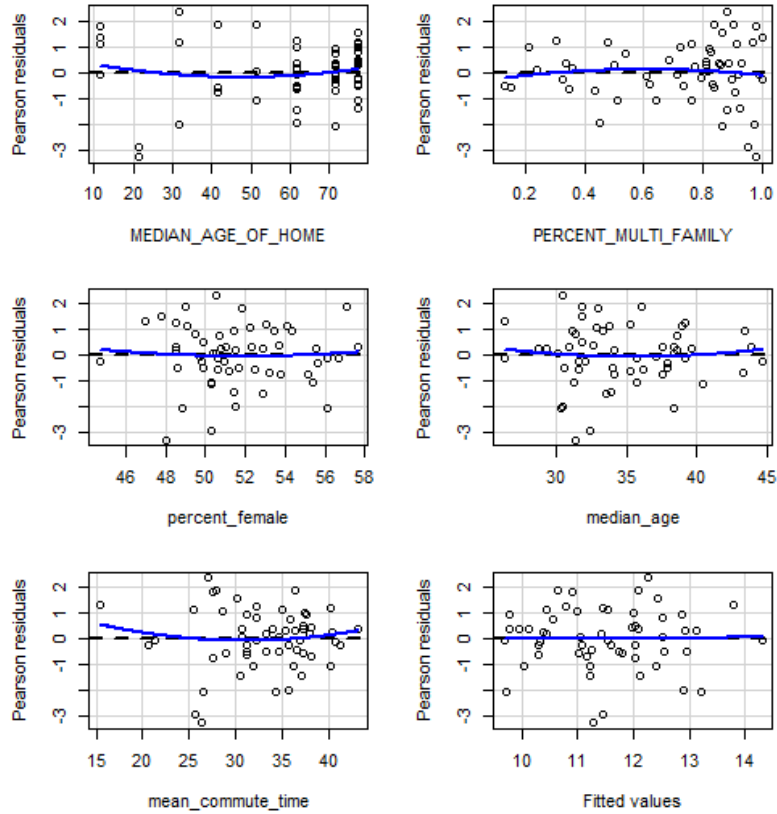 Pearson residuals
2
1
0
-1
-3
10 20 30 40 50 60 70
MEDIAN_AGE_OF_HOME
Pearson residuals
2
1
0
-1
-3
0.2 0.4 0.6 0.8 1.0
PERCENT_MULTI_FAMILY
Pearson residuals
2
1
0
-1
-3
46 48 50 52 54 56 58
percent_female
Pearson residuals
2
1
0
-1
-3
30 35 40 45
median_age
Pearson residuals
2
1
0
-1
-3
15 20 25 30 35 40
mean_commute_time
Pearson residuals
2
1
0
-1
-3
10 11 12 13 14
Fitted values